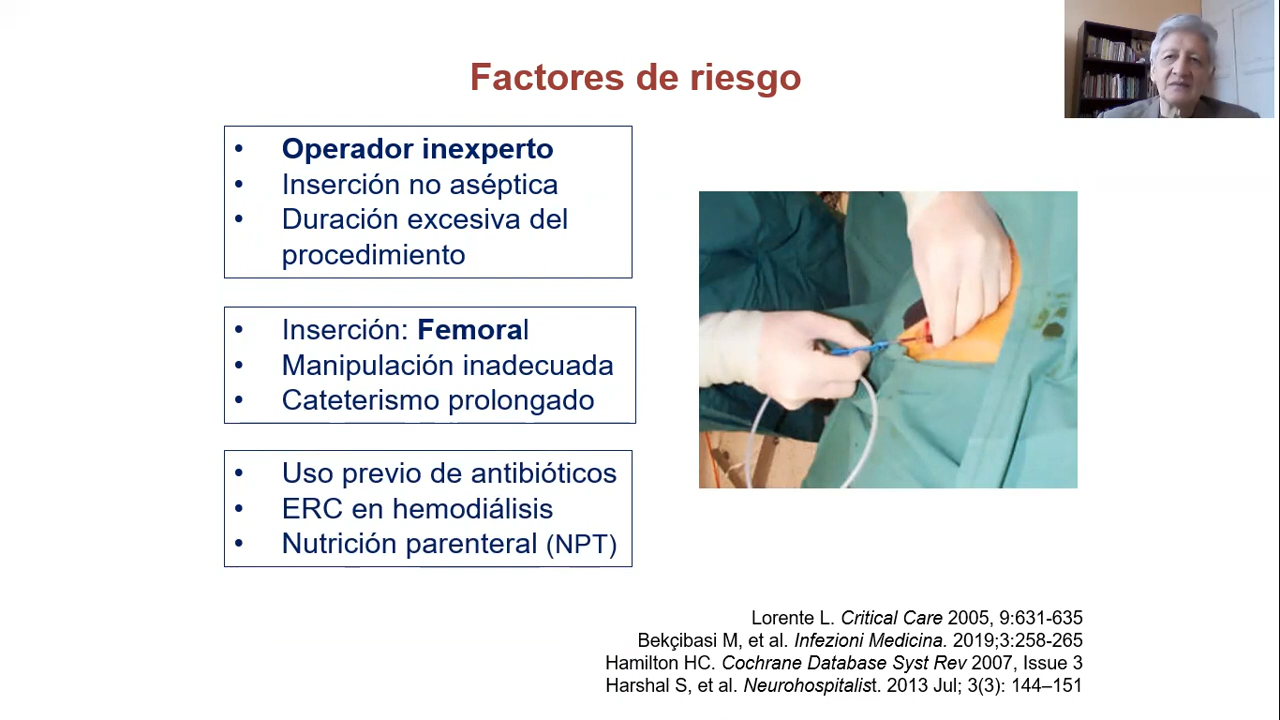 Factores de riesgo
• Operador inexperto
• Inserción no aséptica
• Duración excesiva del
procedimiento
• Inserción: Femoral
• Manipulación inadecuada
• Cateterismo prolongado
• Uso previo de antibióticos
• ERC en hemodiálisis
• Nutrición parenteral (NPT)
Lorente L. Critical Care 2005, 9:631-635
Bekçibasi M, et al. Infezioni Medicina. 2019;3:258-265
Hamilton HC. Cochrane Database Syst Rev 2007, Issue 3
Harshal S, et al. Neurohospitalist. 2013 Jul; 3(3): 144–151